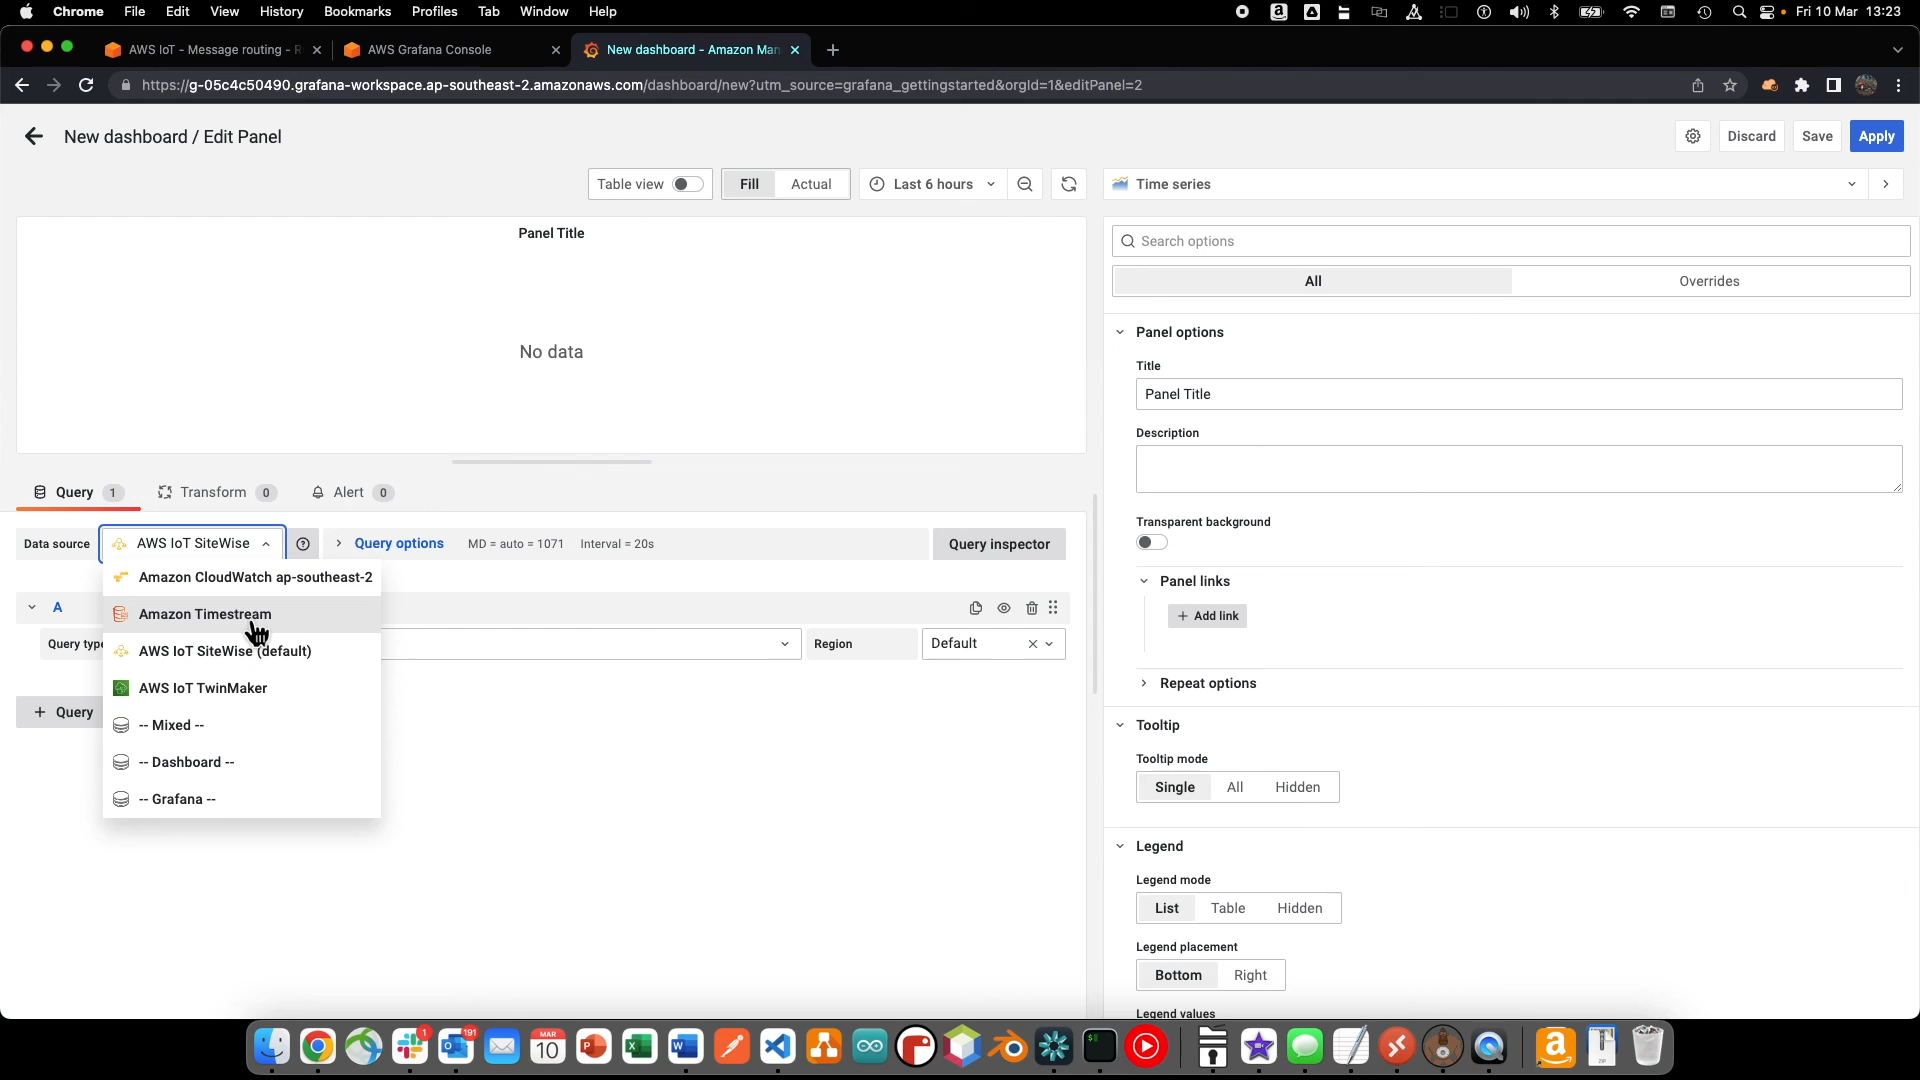 Chrome File Edit View History Bookmarks Profiles Tab Window Help Fri 10 Mar 13:23
AWS IoT - Message routing - R AWS Grafana Console New dashboard - Amazon Man
https://g-05c4c50490.grafana-workspace.ap-southeast-2.amazonaws.com/dashboard/new?utm_source=grafana_gettingstarted&orgId=1&editPanel=2
New dashboard / Edit Panel Discard Save Apply
Table view Fill Actual Last 6 hours Time series
Panel Title
Search options
All Overrides
Panel options
No data
Title
Panel Title
Description
Query 1 Transform 0 Alert 0
Transparent background
Data source AWS IoT SiteWise Query options MD = auto = 1071 Interval = 20s Query inspector
Amazon CloudWatch ap-southeast-2
Panel links
A
Amazon Timestream
+ Add link
Query type Region Default
AWS IoT SiteWise (default)
AWS IoT TwinMaker
Repeat options
+ Query
-- Mixed --
Tooltip
-- Dashboard --
Tooltip mode
Single All Hidden
-- Grafana --
Legend
Legend mode
List Table Hidden
Legend placement
Bottom Right
Legend values
1 191 MAR
10
ZIP